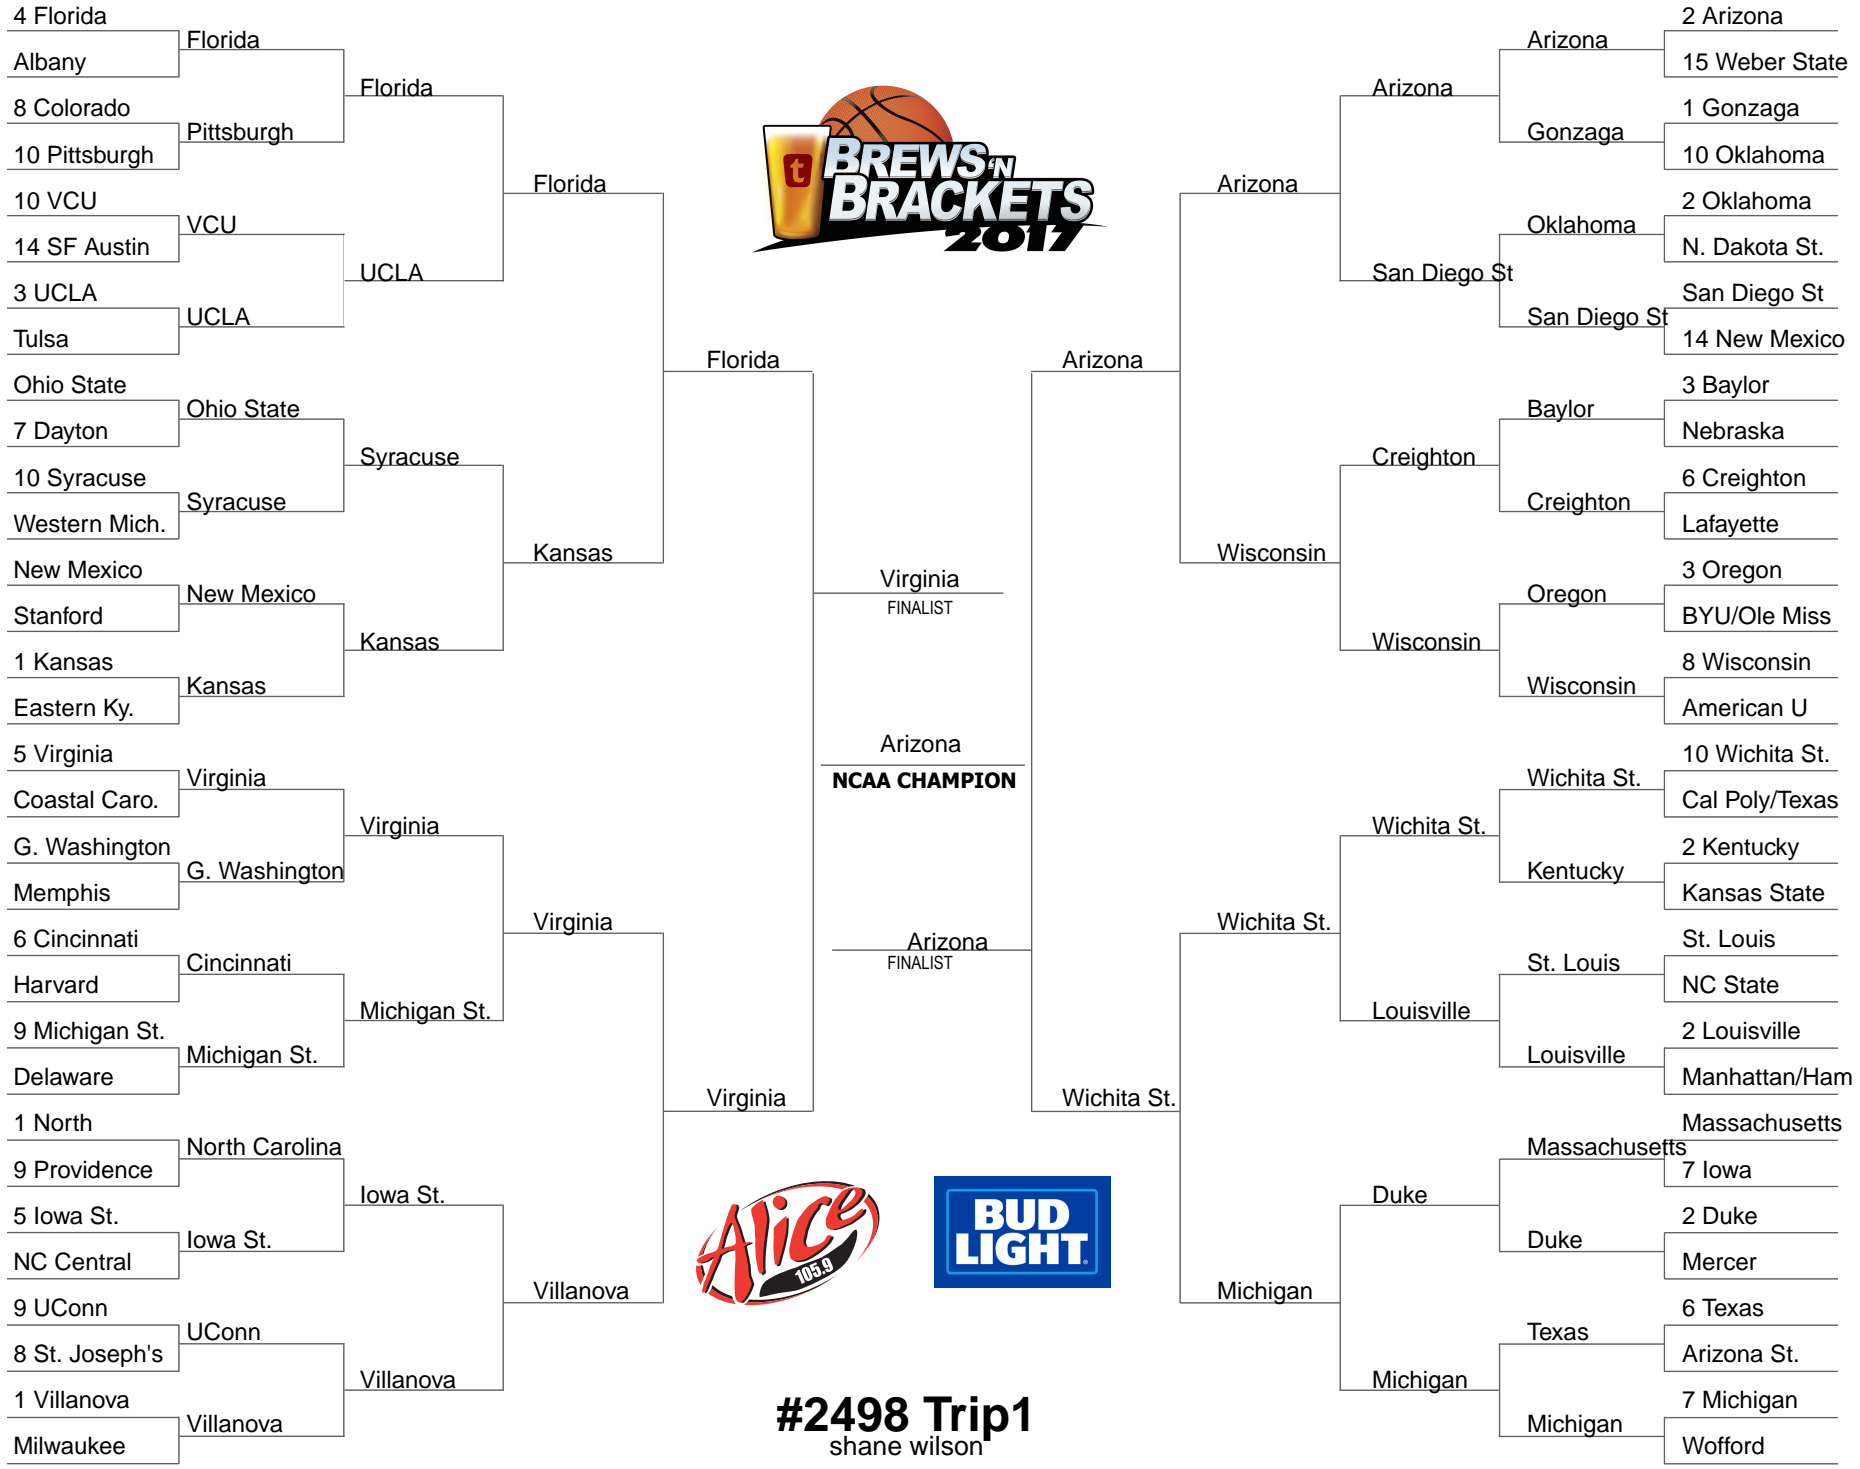 4 Florida
Albany
8 Colorado
10 Pittsburgh
10 VCU
14 SF Austin
3 UCLA
Tulsa
Ohio State
7 Dayton
10 Syracuse
Western Mich.
New Mexico
Stanford
1 Kansas
Eastern Ky.
5 Virginia
Coastal Caro.
G. Washington
Memphis
6 Cincinnati
Harvard
9 Michigan St.
Delaware
1 North
9 Providence
5 Iowa St.
NC Central
9 UConn
8 St. Joseph's
1 Villanova
Milwaukee
Florida
Pittsburgh
VCU
UCLA
Ohio State
Syracuse
New Mexico
Kansas
Virginia
G. Washington
Cincinnati
Michigan St.
North Carolina
Iowa St.
UConn
Villanova
Florida
UCLA
Syracuse
Kansas
Virginia
Michigan St.
Iowa St.
Villanova
Florida
Kansas
Virginia
Villanova
Florida
Virginia
t
BREWS 'N
BRACKETS
2017
Virginia
FINALIST
Arizona
NCAA CHAMPION
Arizona
FINALIST
Alice
105.9
BUD
LIGHT
#2498 Trip1
shane wilson
Arizona
Wichita St.
Arizona
Wisconsin
Wichita St.
Michigan
Arizona
San Diego St
Creighton
Wisconsin
Wichita St.
Louisville
Duke
Michigan
Arizona
Gonzaga
Oklahoma
San Diego St
Baylor
Creighton
Oregon
Wisconsin
Wichita St.
Kentucky
St. Louis
Louisville
Massachusetts
Duke
Texas
Michigan
2 Arizona
15 Weber State
1 Gonzaga
10 Oklahoma
2 Oklahoma
N. Dakota St.
San Diego St
14 New Mexico
3 Baylor
Nebraska
6 Creighton
Lafayette
3 Oregon
BYU/Ole Miss
8 Wisconsin
American U
10 Wichita St.
Cal Poly/Texas
2 Kentucky
Kansas State
St. Louis
NC State
2 Louisville
Manhattan/Ham
Massachusetts
7 Iowa
2 Duke
Mercer
6 Texas
Arizona St.
7 Michigan
Wofford